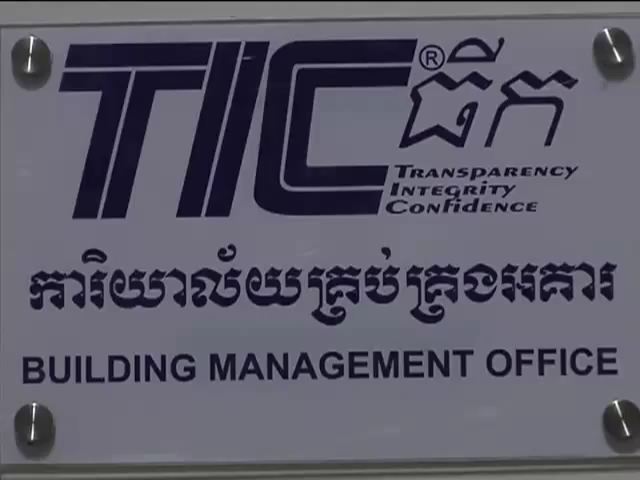 TIC® ធីក
TRANSPARENCY
INTEGRITY
CONFIDENCE
ការិយាល័យគ្រប់គ្រងអគារ
BUILDING MANAGEMENT OFFICE